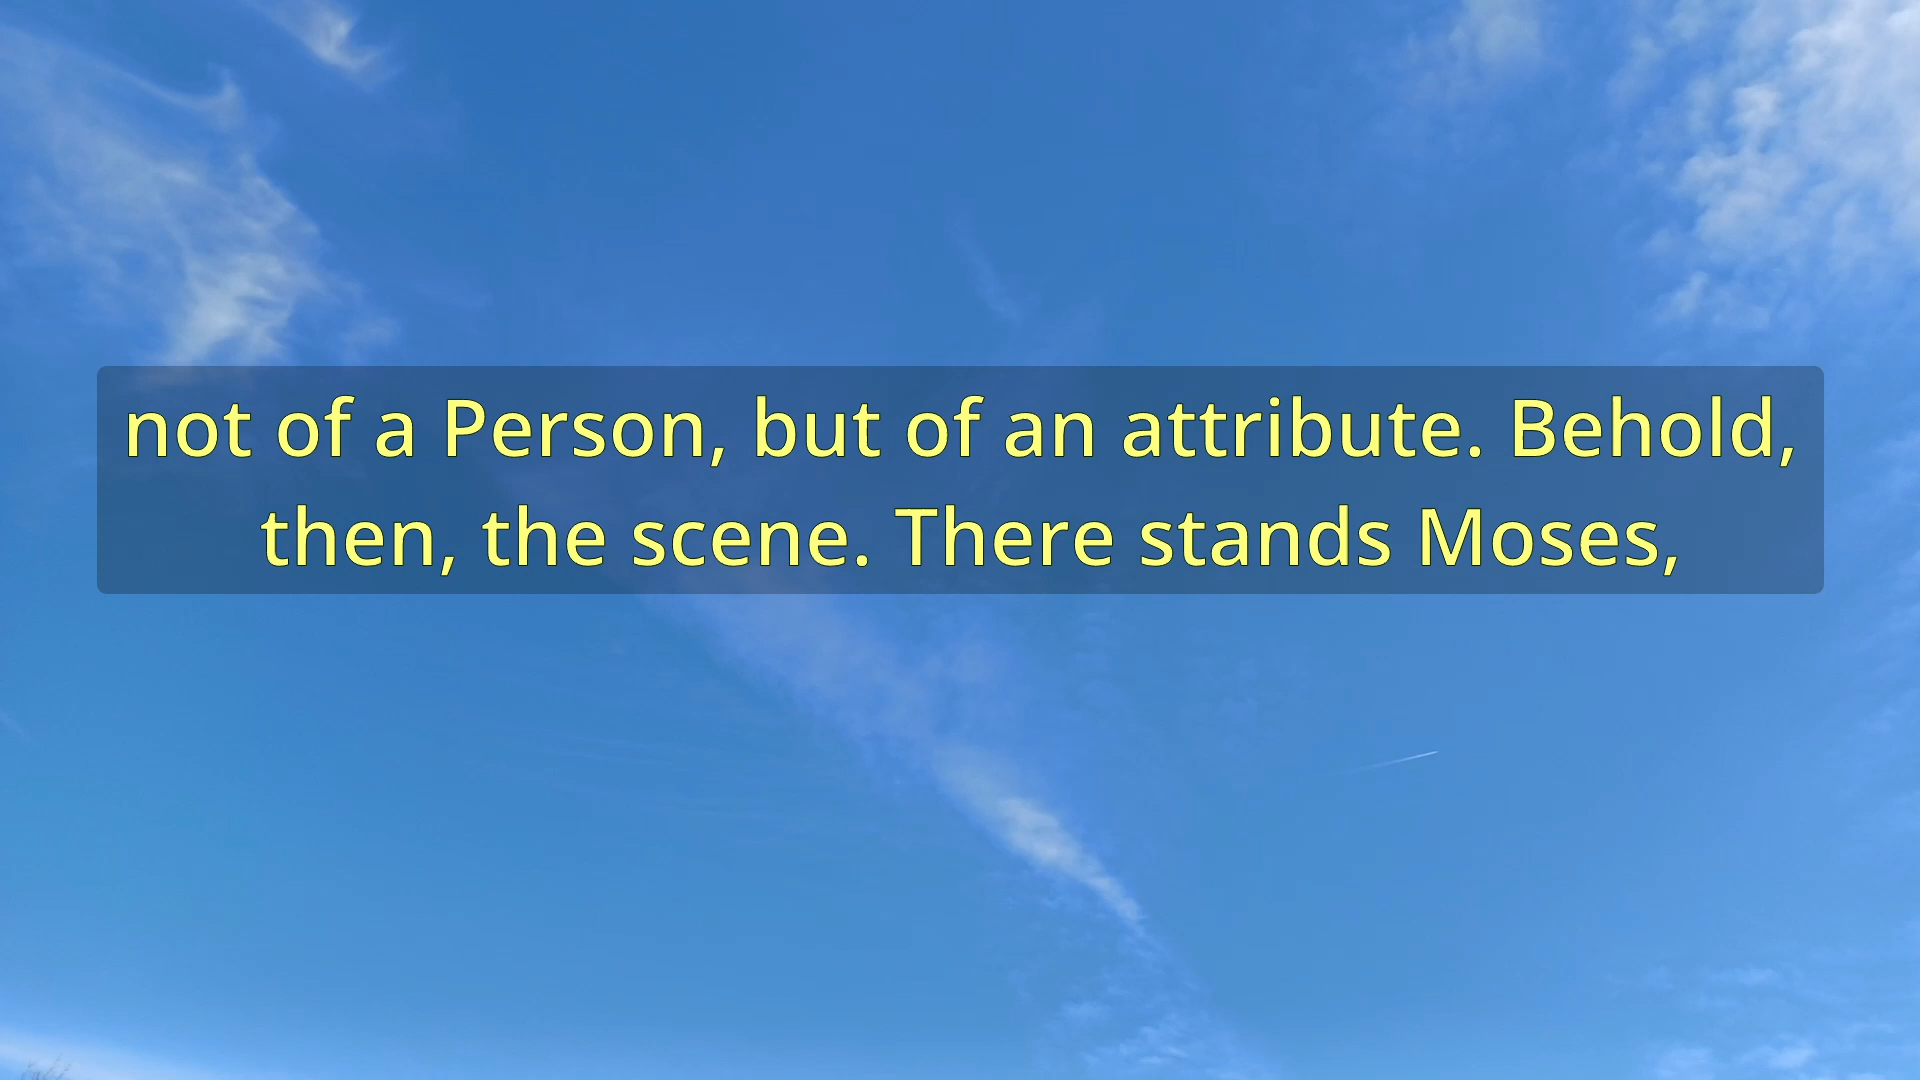 not of a Person, but of an attribute. Behold,
then, the scene. There stands Moses,